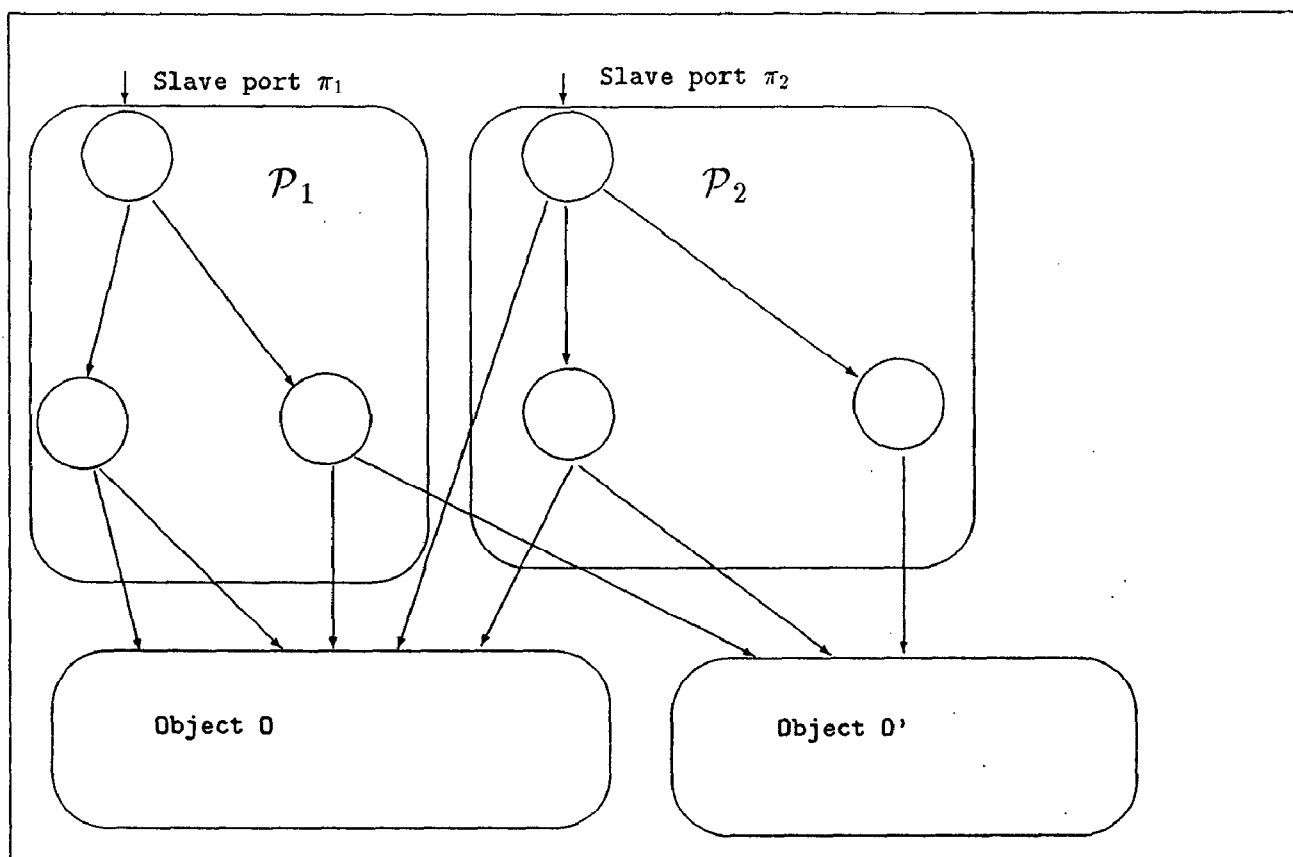 Slave port π₁
Slave port π₂
𝒫₁
𝒫₂
Object O
Object O'